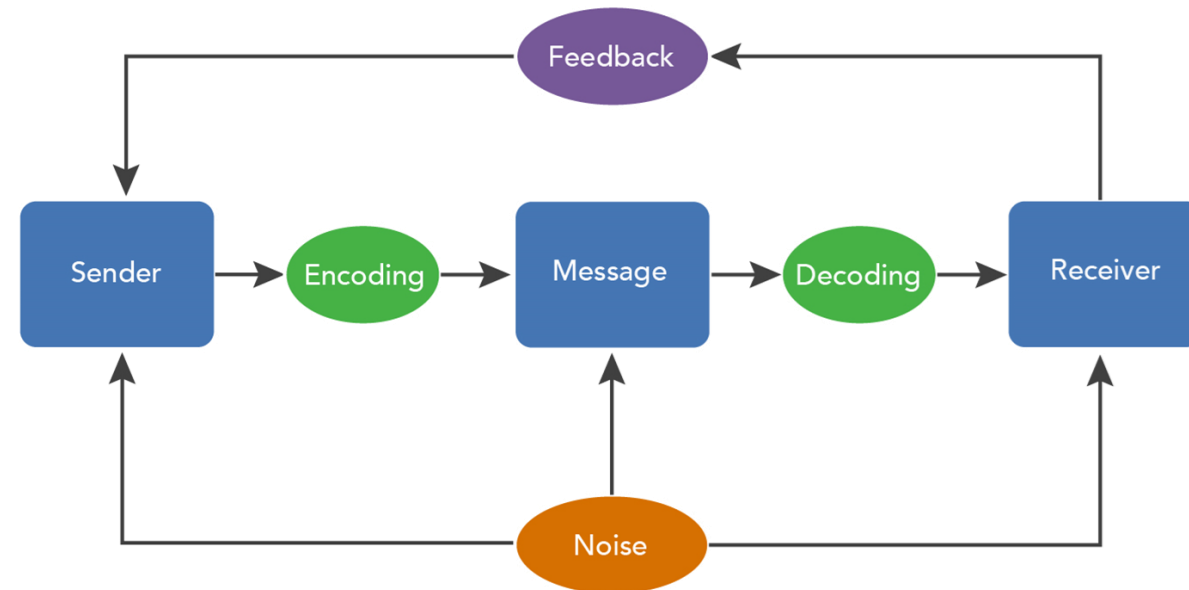 Feedback
Sender
Encoding
Message
Decoding
Receiver
Noise